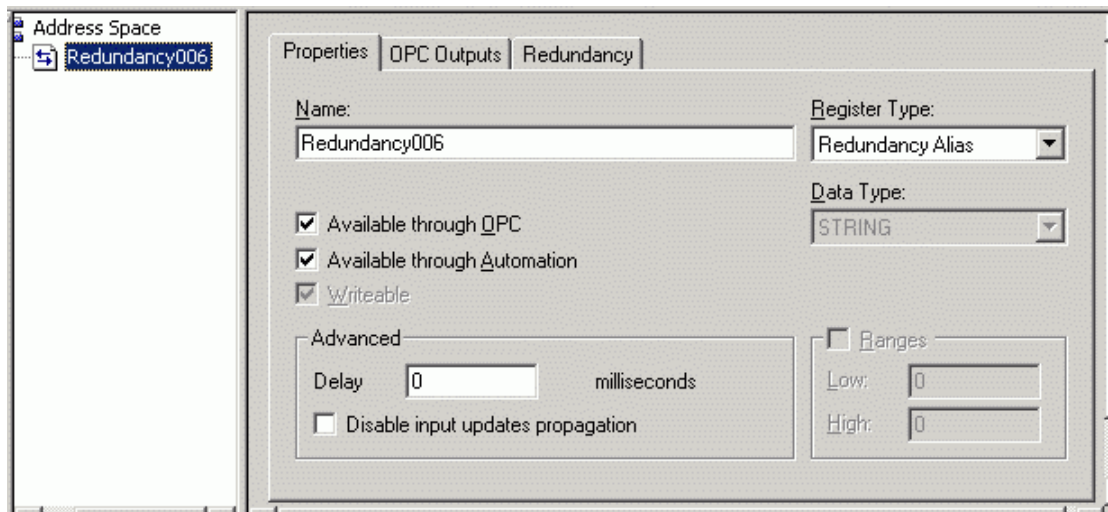 Address Space
Redundancy006
Properties OPC Outputs Redundancy
Name: Register Type:
Redundancy006 Redundancy Alias
Data Type:
Available through OPC STRING
Available through Automation
Writeable
Advanced Ranges
Delay 0 milliseconds Low: 0
Disable input updates propagation High: 0